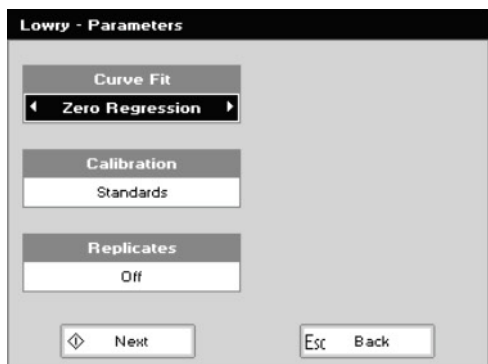 Lowry - Parameters
Curve Fit
Zero Regression
Calibration
Standards
Replicates
Off
Next
Esc Back